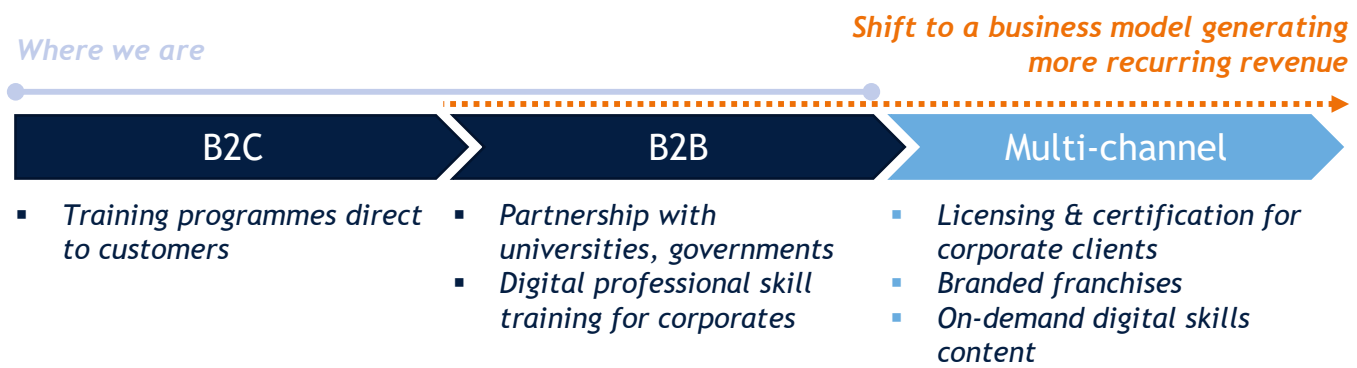 Where we are
Shift to a business model generating
more recurring revenue
B2C
B2B
Multi-channel
▪ Training programmes direct
to customers
▪ Partnership with
universities, governments
▪ Digital professional skill
training for corporates
▪ Licensing & certification for
corporate clients
▪ Branded franchises
▪ On-demand digital skills
content